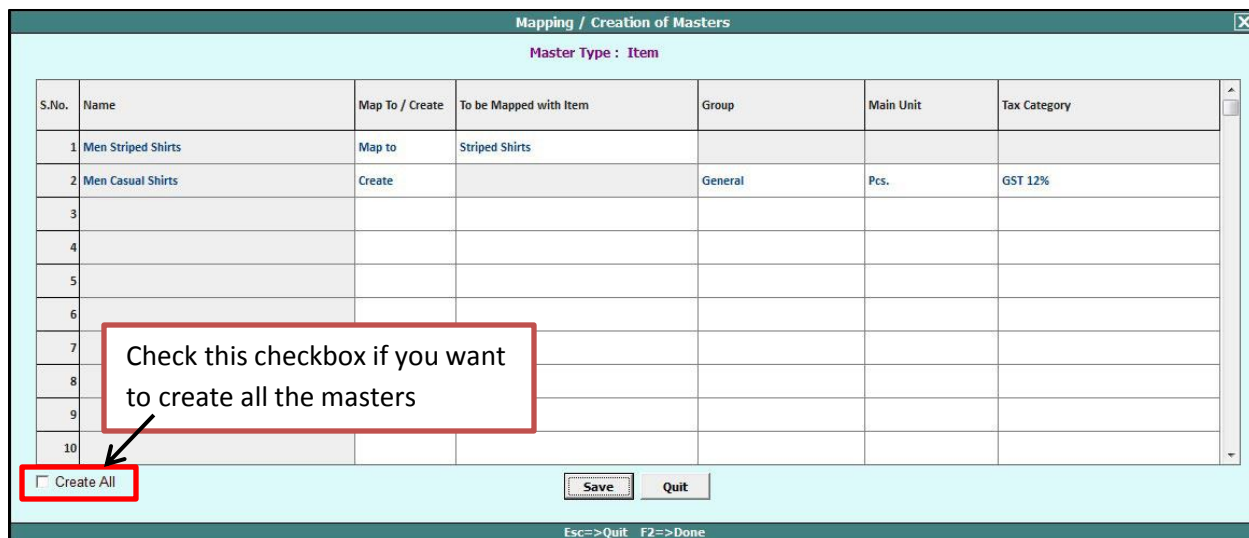 Mapping / Creation of Masters
X
Master Type : Item
S.No. Name Map To / Create To be Mapped with Item Group Main Unit Tax Category
1 Men Striped Shirts Map to Striped Shirts
2 Men Casual Shirts Create General Pcs. GST 12%
3
4
5
6
7
8
9
10
Check this checkbox if you want
to create all the masters
Create All Save Quit
Esc=>Quit F2=>Done